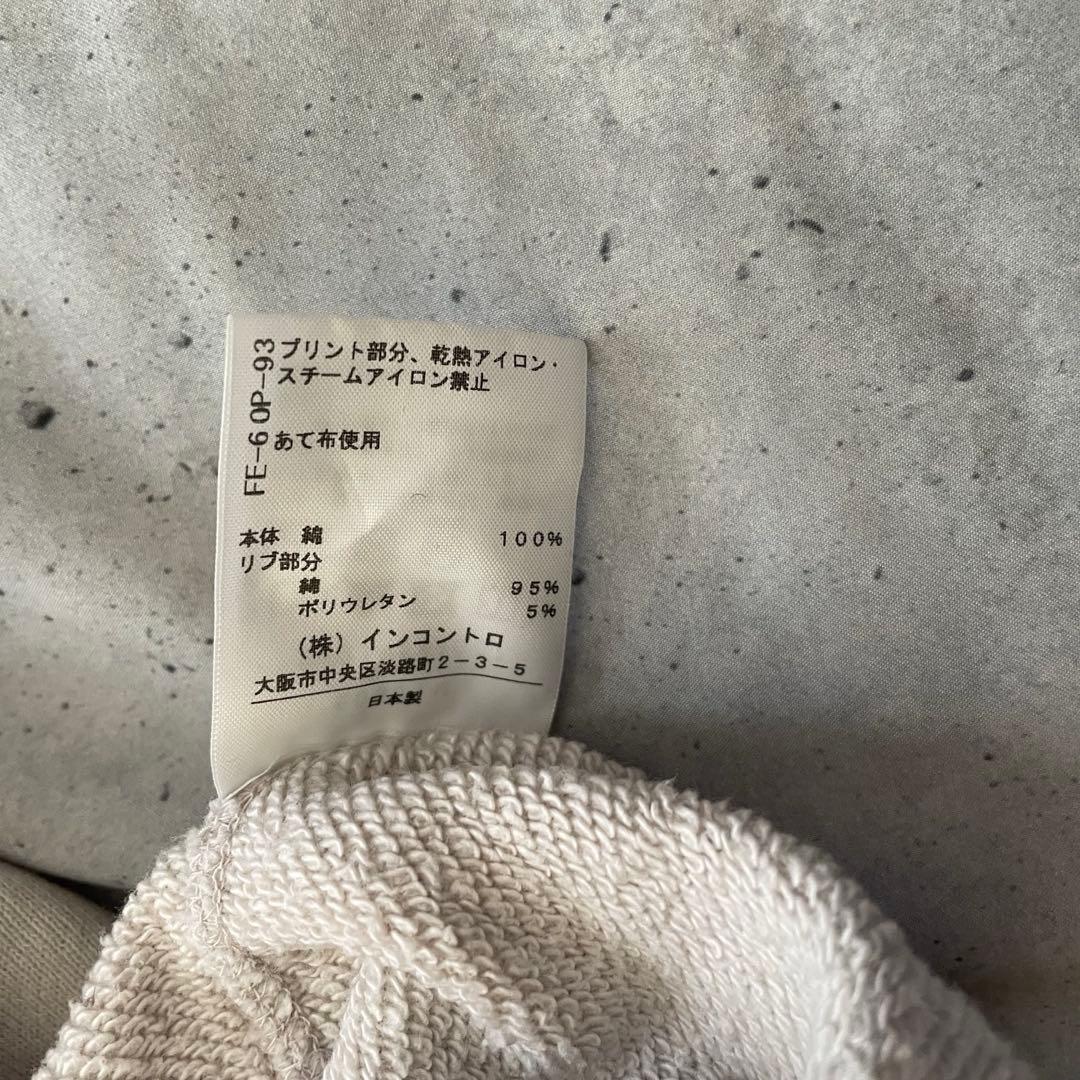 FE-60P-93
プリント部分、乾熱アイロン・
スチームアイロン禁止
あて布使用
本体 綿 100%
リブ部分
綿 95%
ポリウレタン 5%
(株)インコントロ
大阪市中央区淡路町2-3-5
日本製